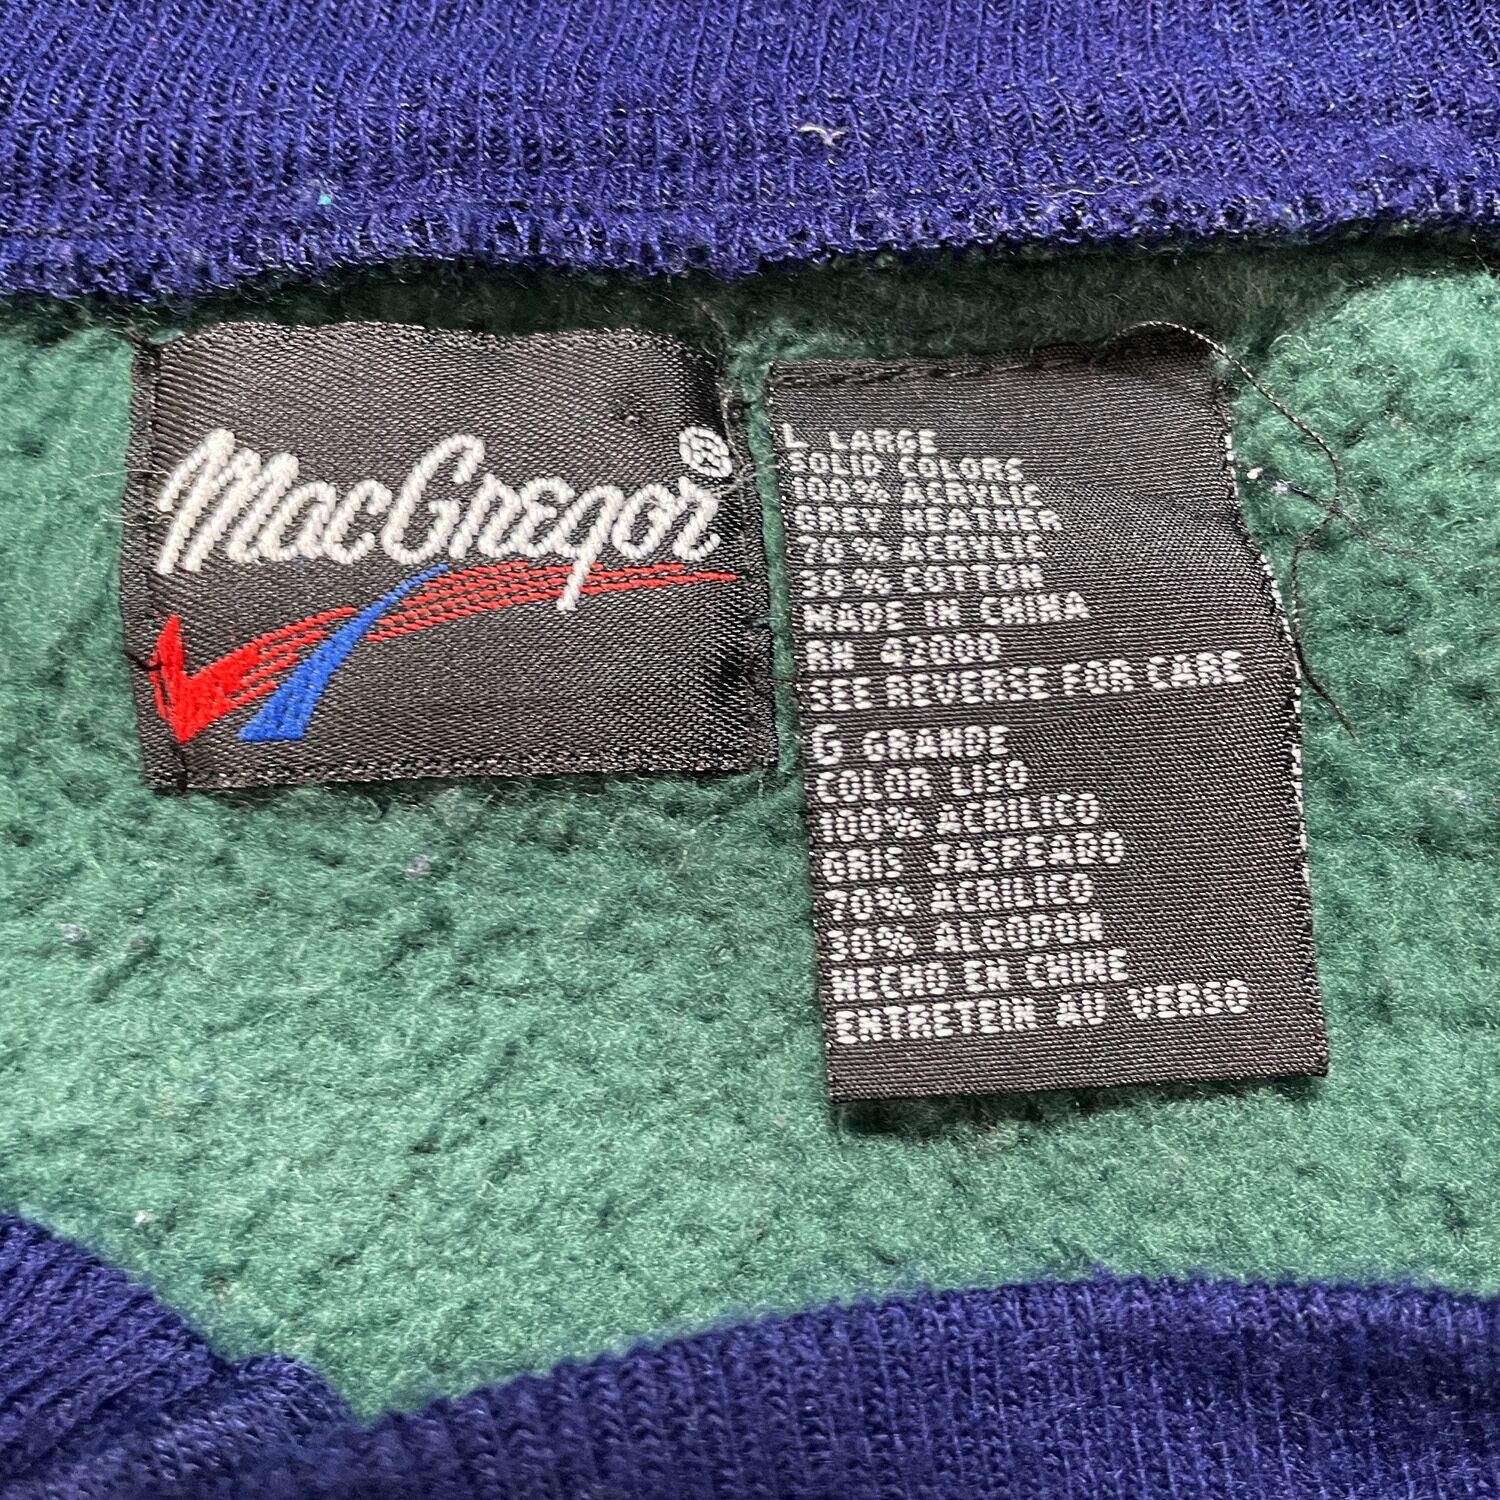 MacGregor®
L LARGE
SOLID COLORS
100% ACRYLIC
GREY HEATHER
70% ACRYLIC
30% COTTON
MADE IN CHINA
RN 42000
SEE REVERSE FOR CARE
G GRANDE
COLOR LISO
100% ACRILICO
GRIS JASPEADO
70% ACRILICO
30% ALGODON
HECHO EN CHINE
ENTRETEIN AU VERSO